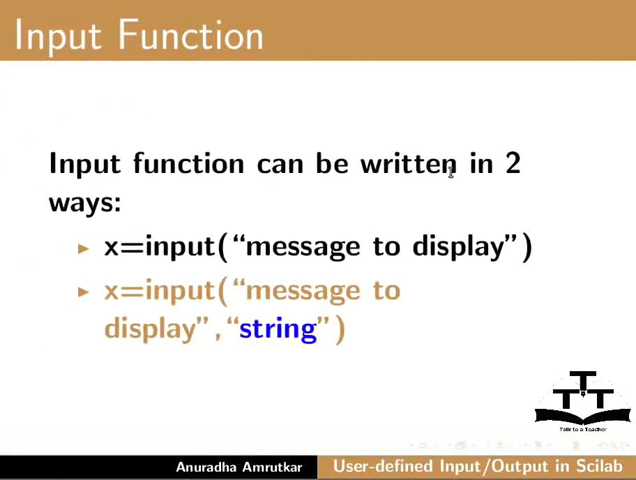 Input Function
Input function can be written in 2
ways:
x=input(“message to display”)
x=input(“message to
display”,“string”)
T
T T
Talk to a Teacher
Anuradha Amrutkar
User-defined Input/Output in Scilab